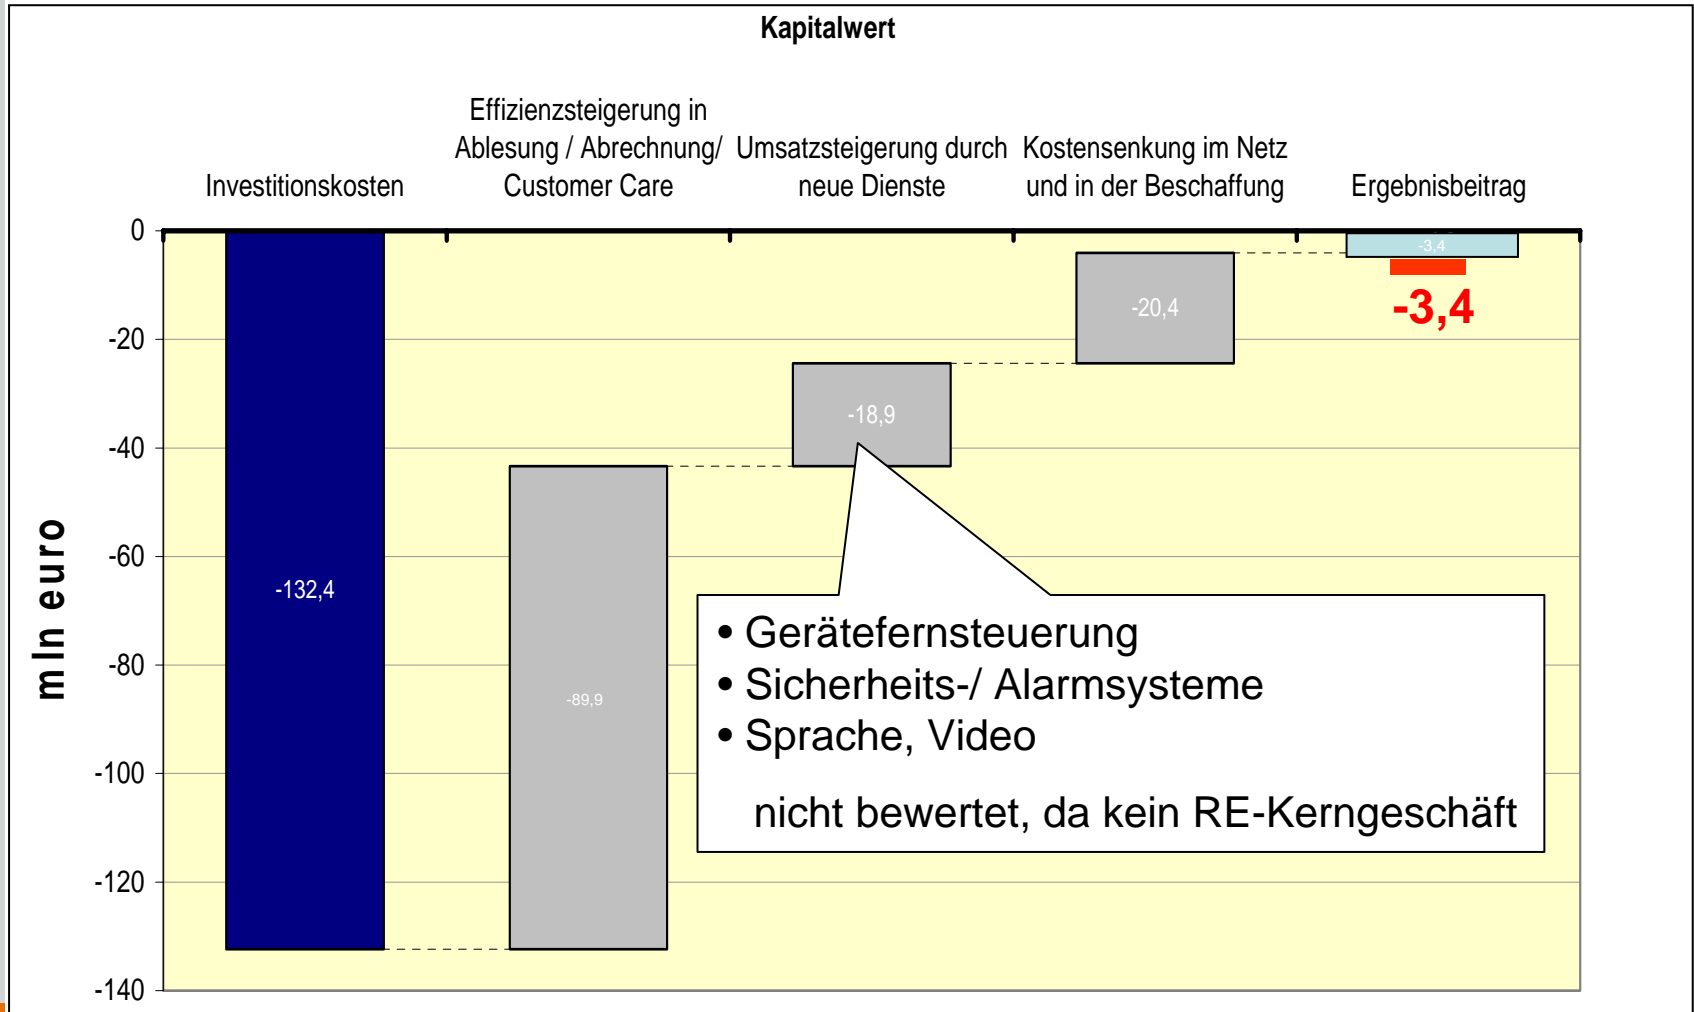 Kapitalwert
Effizienzsteigerung in
Ablesung / Abrechnung/
Customer Care
Umsatzsteigerung durch
neue Dienste
Kostensenkung im Netz
und in der Beschaffung
Investitionskosten
Ergebnisbeitrag
0
-20
-40
-60
-80
-100
-120
-140
mln euro
-132,4
-89,9
-18,9
-20,4
-3,4
-3,4
• Gerätefernsteuerung
• Sicherheits-/ Alarmsysteme
• Sprache, Video
nicht bewertet, da kein RE-Kerngeschäft